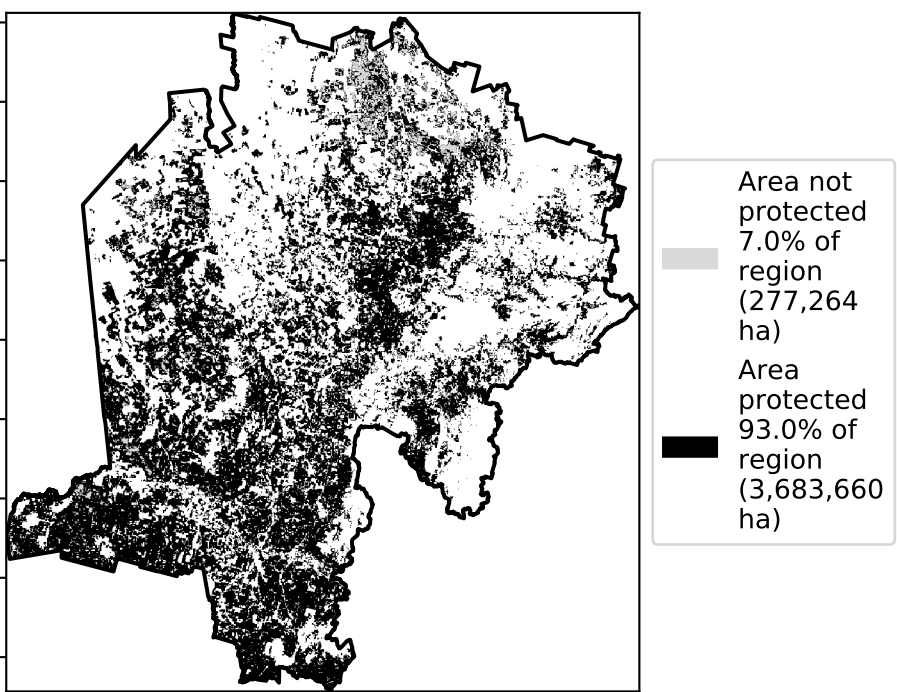 Area not
protected
7.0% of
region
(277,264
ha)
Area
protected
93.0% of
region
(3,683,660
ha)